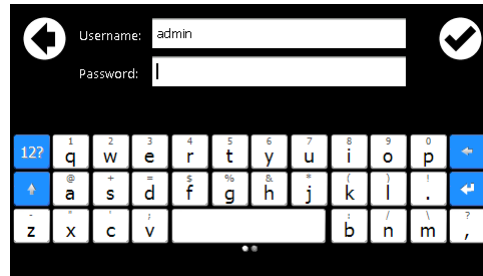 Username: admin
Password:
1 2 3 4 5 6 7 8 9 0
12? q w e r t y u i o p
@ + = $ % & * ( ) !
a s d f g h j k l .
- " ' ; : / \ ?
z x c v b n m ,